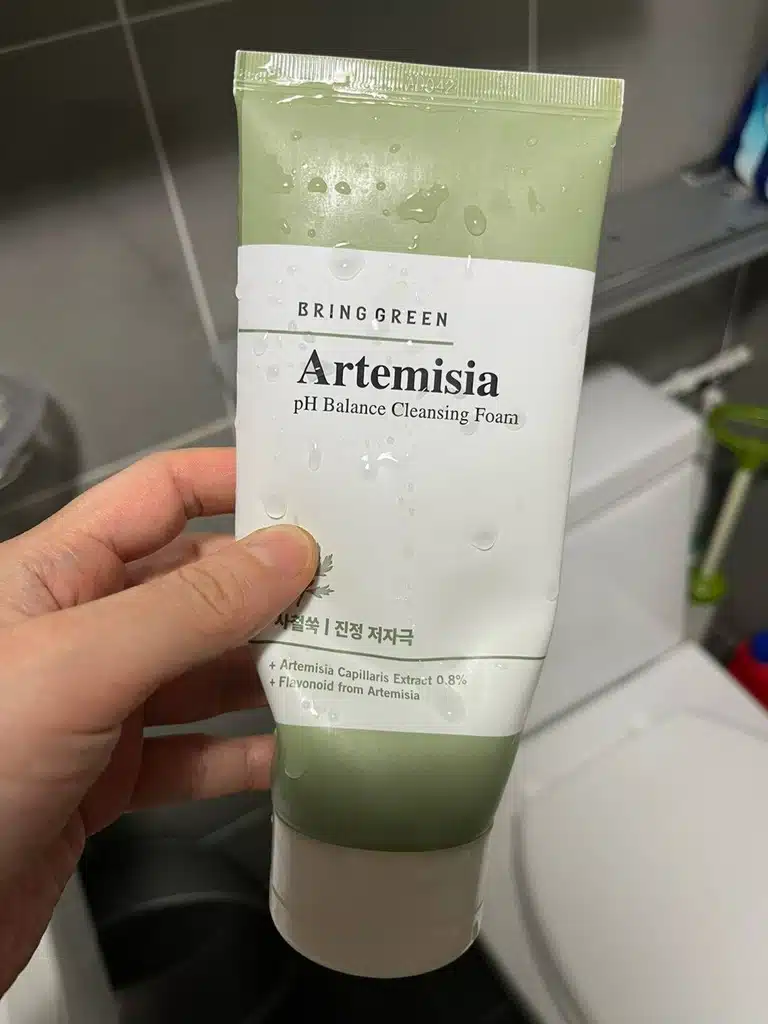 BRING GREEN
Artemisia
pH Balance Cleansing Foam
사철쑥 | 진정 저자극
+ Artemisia Capillaris Extract 0.8%
+ Flavonoid from Artemisia